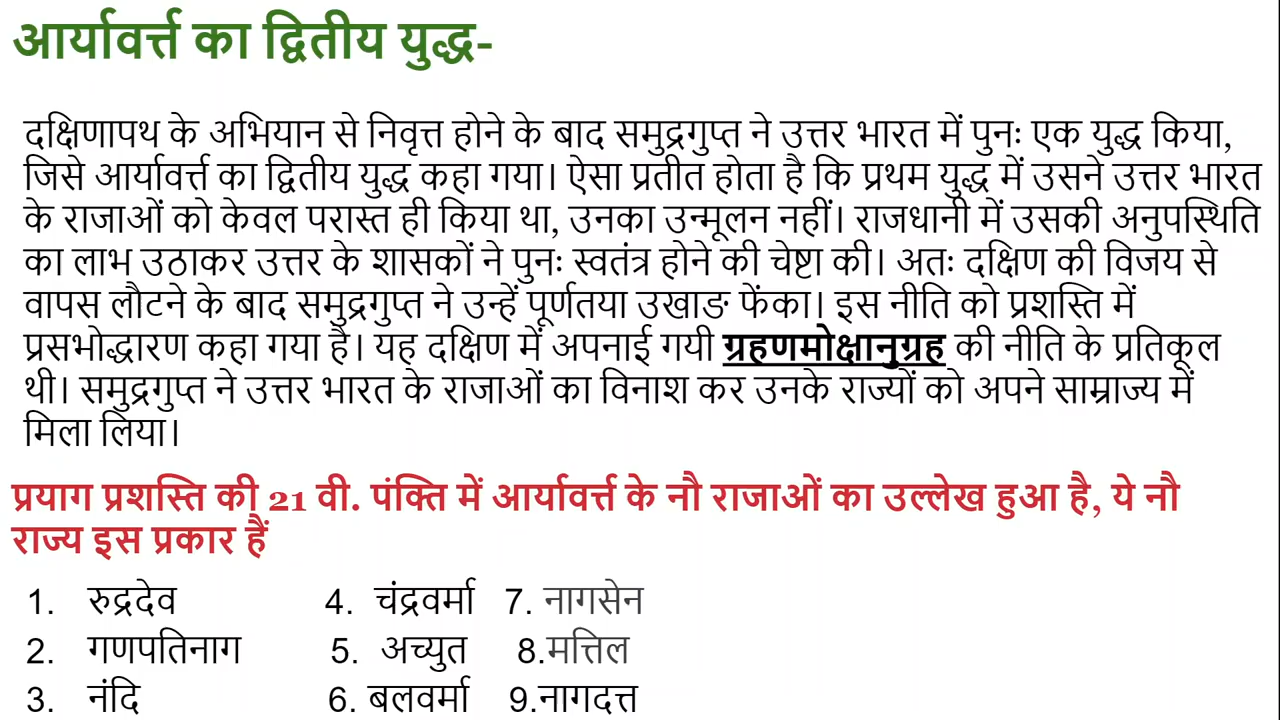 आर्यावर्त्त का द्वितीय युद्ध-
दक्षिणापथ के अभियान से निवृत्त होने के बाद समुद्रगुप्त ने उत्तर भारत में पुनः एक युद्ध किया,
जिसे आर्यावर्त्त का द्वितीय युद्ध कहा गया। ऐसा प्रतीत होता है कि प्रथम युद्ध में उसने उत्तर भारत
के राजाओं को केवल परास्त ही किया था, उनका उन्मूलन नहीं। राजधानी में उसकी अनुपस्थिति
का लाभ उठाकर उत्तर के शासकों ने पुनः स्वतंत्र होने की चेष्टा की। अतः दक्षिण की विजय से
वापस लौटने के बाद समुद्रगुप्त ने उन्हें पूर्णतया उखाङ फेंका। इस नीति को प्रशस्ति में
प्रसभोद्धारण कहा गया है। यह दक्षिण में अपनाई गयी ग्रहणमोक्षानुग्रह की नीति के प्रतिकूल
थी। समुद्रगुप्त ने उत्तर भारत के राजाओं का विनाश कर उनके राज्यों को अपने साम्राज्य में
मिला लिया।
प्रयाग प्रशस्ति की 21 वी. पंक्ति में आर्यावर्त्त के नौ राजाओं का उल्लेख हुआ है, ये नौ
राज्य इस प्रकार हैं
1. रुद्रदेव 4. चंद्रवर्मा 7. नागसेन
2. गणपतिनाग 5. अच्युत 8.मत्तिल
3. नंदि 6. बलवर्मा 9.नागदत्त